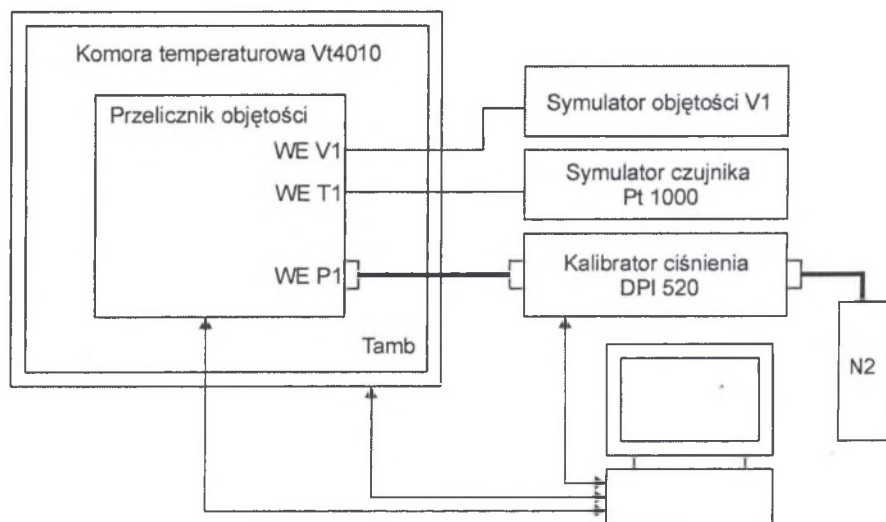 Komora temperaturowa Vt4010
Przelicznik objętości
WE V1
WE T1
WE P1
Tamb
Symulator objętości V1
Symulator czujnika
Pt 1000
Kalibrator ciśnienia
DPI 520
N2